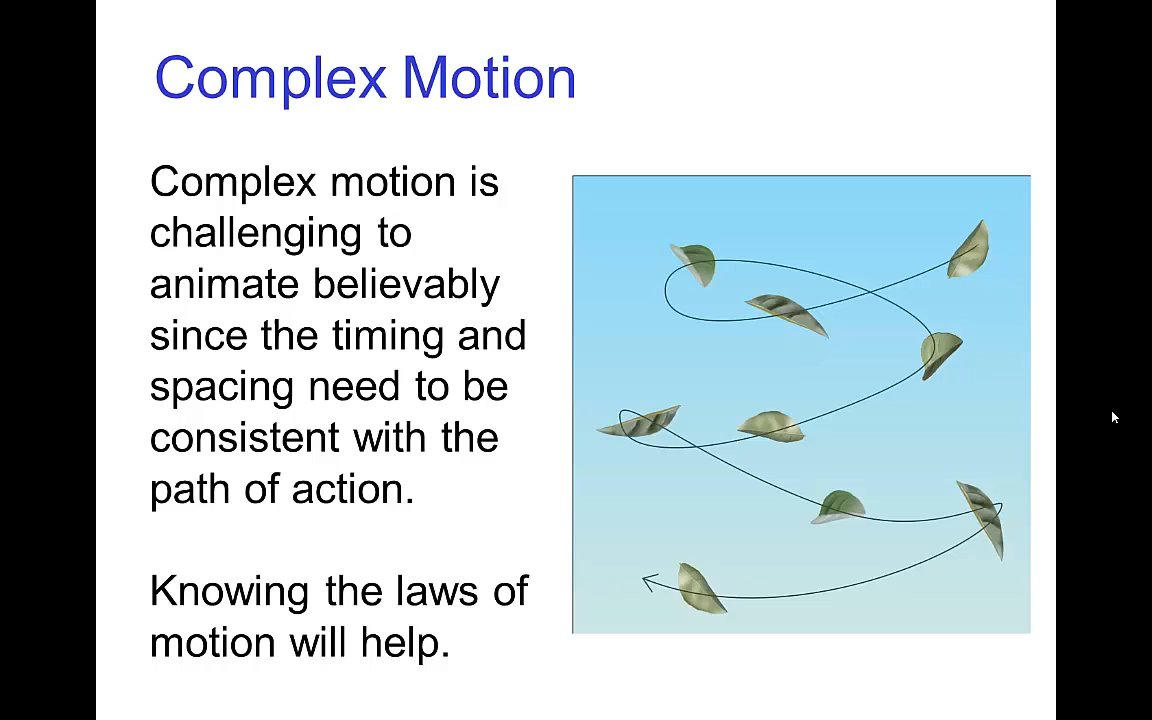 Complex Motion
Complex motion is
challenging to
animate believably
since the timing and
spacing need to be
consistent with the
path of action.
Knowing the laws of
motion will help.